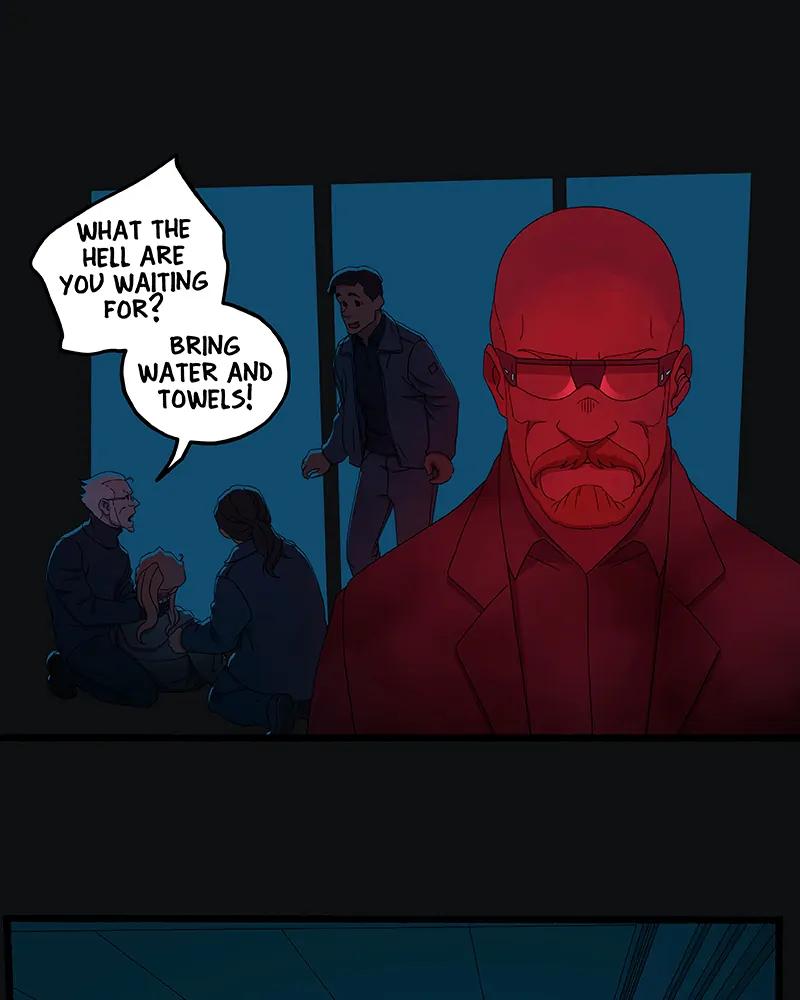 WHAT THE
HELL ARE
YOU WAITING
FOR?
BRING
WATER AND
TOWELS!